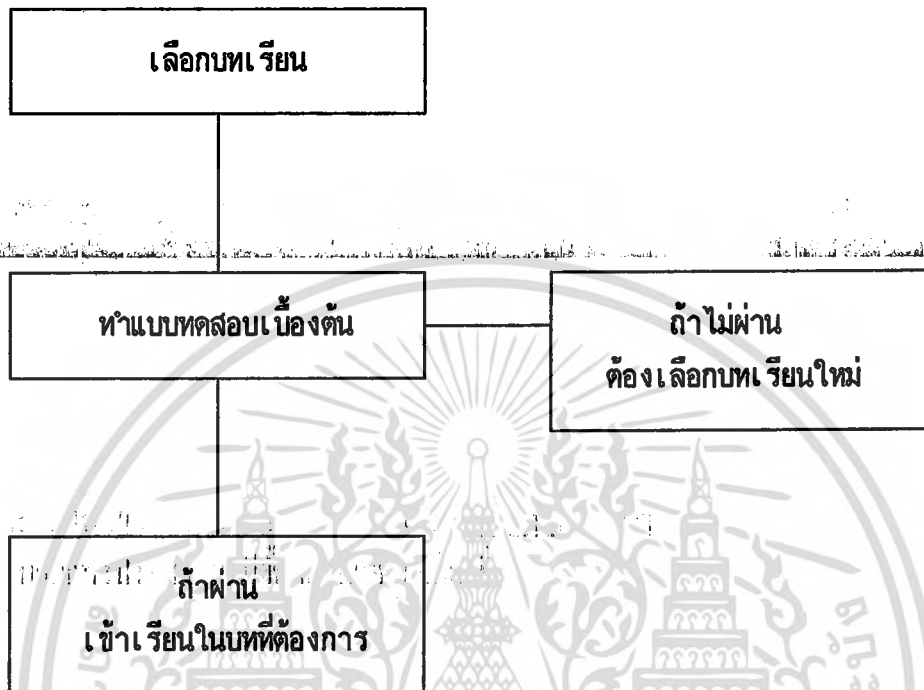 เลือกบทเรียน
ทำแบบทดสอบเบื้องต้น
ถ้าไม่ผ่าน
ต้องเลือกบทเรียนใหม่
ถ้าผ่าน
เข้าเรียนในบทที่ต้องการ